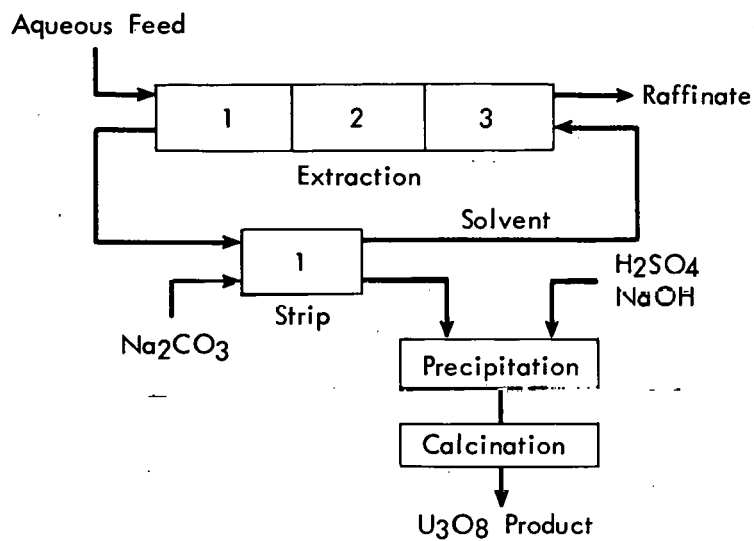 Aqueous Feed
1
2
3
Raffinate
Extraction
Solvent
1
H2SO4
NaOH
Strip
Na2CO3
Precipitation
Calcination
U3O8 Product